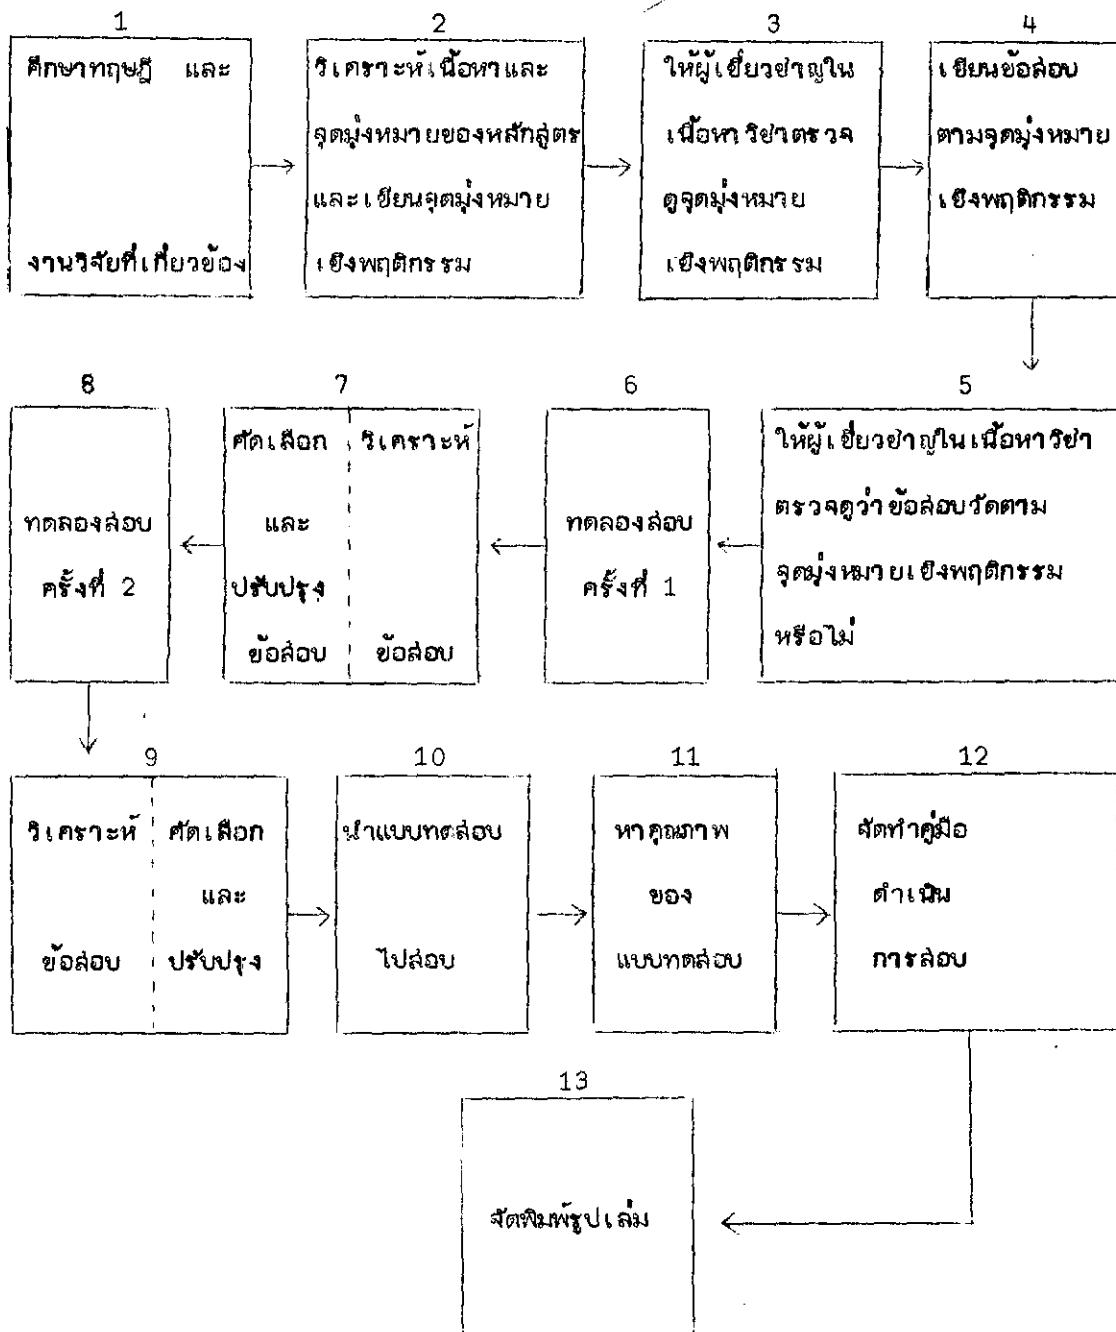 1
ศึกษาทฤษฎี และ
งานวิจัยที่เกี่ยวข้อง
2
วิเคราะห์เนื้อหาและ
จุดมุ่งหมายของหลักสูตร
และเขียนจุดมุ่งหมาย
เชิงพฤติกรรม
3
ให้ผู้เชี่ยวชาญใน
เนื้อหาวิชาตรวจ
ดูจุดมุ่งหมาย
เชิงพฤติกรรม
4
เขียนข้อสอบ
ตามจุดมุ่งหมาย
เชิงพฤติกรรม
5
ให้ผู้เชี่ยวชาญในเนื้อหาวิชา
ตรวจดูว่าข้อสอบวัดตาม
จุดมุ่งหมายเชิงพฤติกรรม
หรือไม่
6
ทดลองสอบ
ครั้งที่ 1
7
วิเคราะห์
ข้อสอบ
คัดเลือก
และ
ปรับปรุง
ข้อสอบ
8
ทดลองสอบ
ครั้งที่ 2
9
วิเคราะห์
ข้อสอบ
คัดเลือก
และ
ปรับปรุง
10
นำแบบทดสอบ
ไปสอบ
11
หาคุณภาพ
ของ
แบบทดสอบ
12
จัดทำคู่มือ
ดำเนิน
การสอบ
13
จัดพิมพ์รูปเล่ม